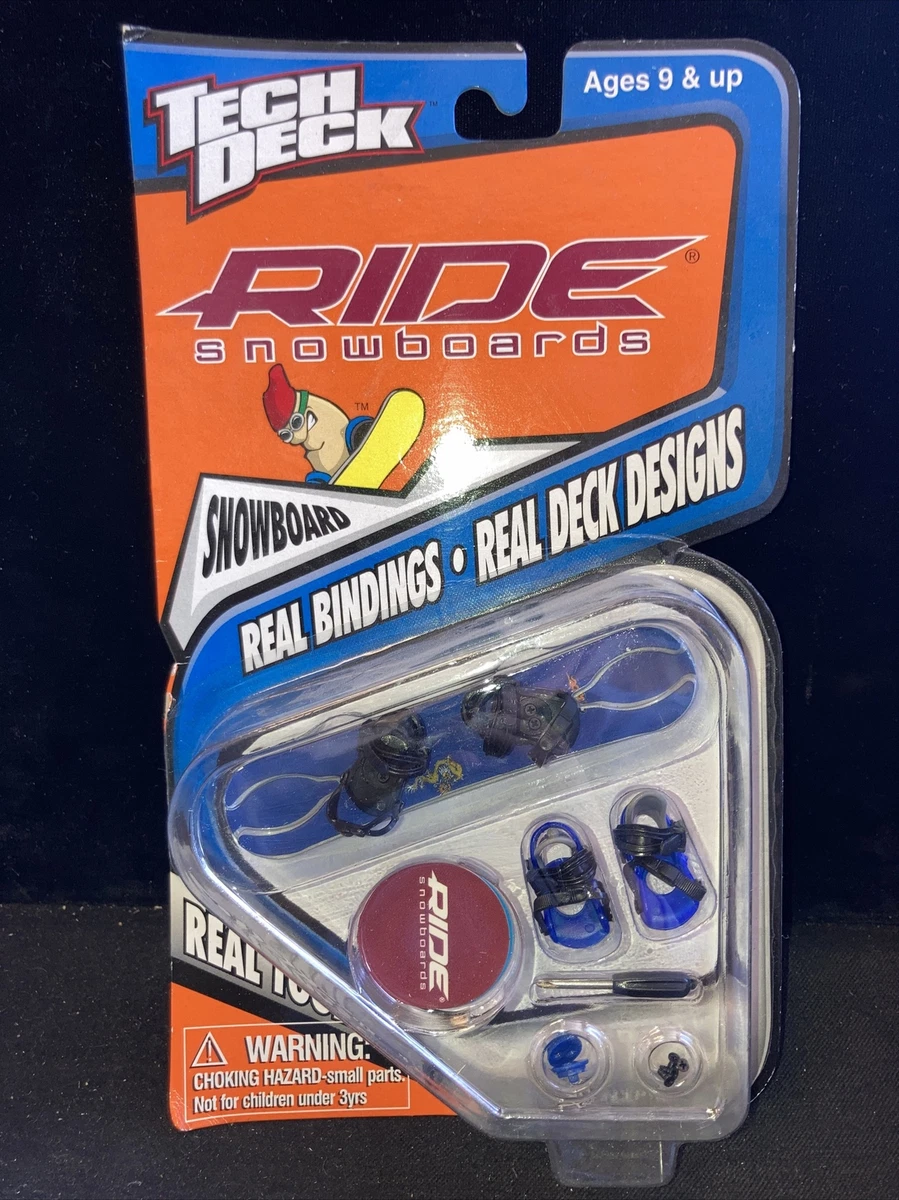 TECH
DECK
™
Ages 9 & up
RIDE ®
snowboards
TM
SNOWBOARD
REAL BINDINGS • REAL DECK DESIGNS
RIDE®
snowboards
REAL
WARNING:
CHOKING HAZARD-small parts.
Not for children under 3yrs